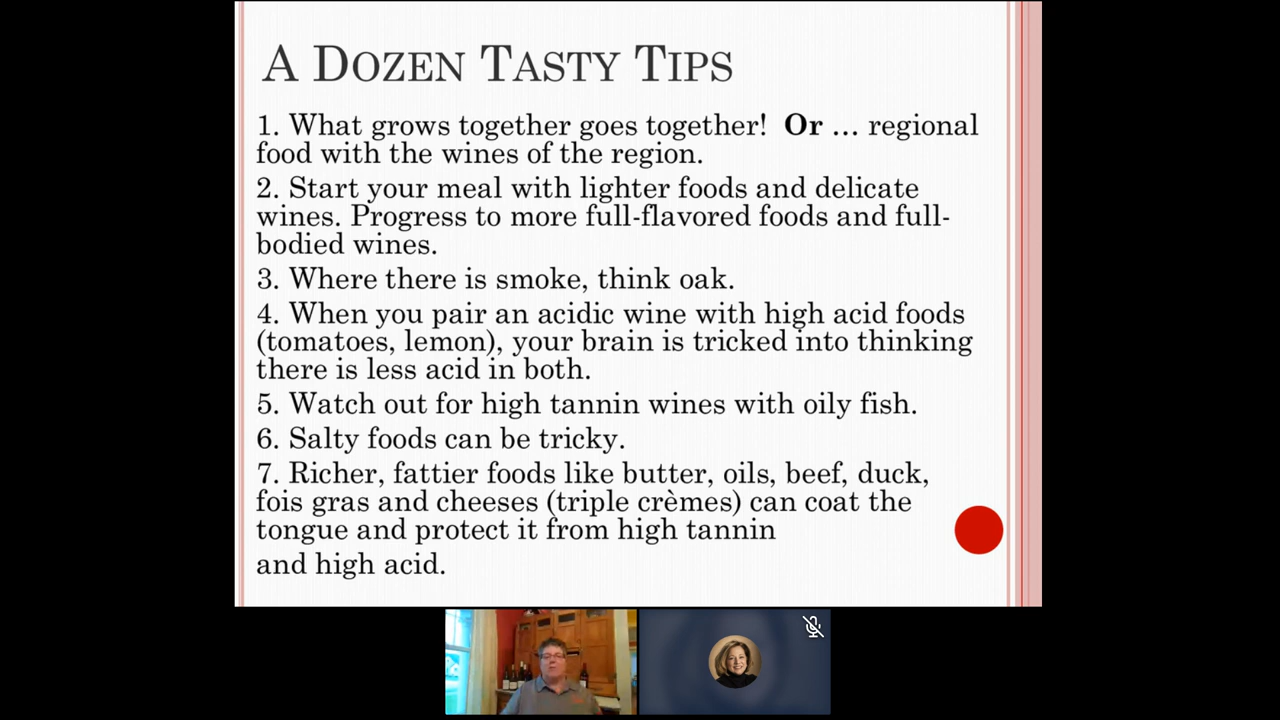 A Dozen Tasty Tips
1. What grows together goes together!  Or ... regional
food with the wines of the region.
2. Start your meal with lighter foods and delicate
wines. Progress to more full-flavored foods and full-
bodied wines.
3. Where there is smoke, think oak.
4. When you pair an acidic wine with high acid foods
(tomatoes, lemon), your brain is tricked into thinking
there is less acid in both.
5. Watch out for high tannin wines with oily fish.
6. Salty foods can be tricky.
7. Richer, fattier foods like butter, oils, beef, duck,
fois gras and cheeses (triple crèmes) can coat the
tongue and protect it from high tannin
and high acid.